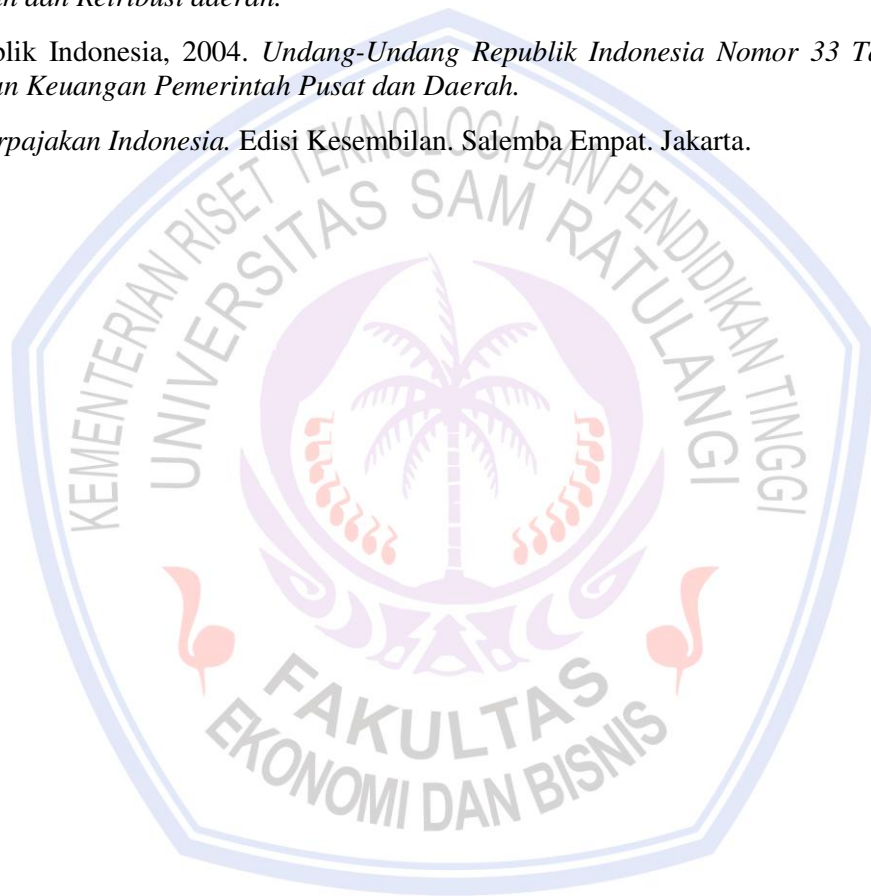 n dan Retribusi daerah.
blik Indonesia, 2004. Undang-Undang Republik Indonesia Nomor 33 T
n Keuangan Pemerintah Pusat dan Daerah.
rpajakan Indonesia. Edisi Kesembilan. Salemba Empat. Jakarta.
KEMENTERIAN RISET TEKNOLOGI DAN PENDIDIKAN TINGGI
UNIVERSITAS SAM RATULANGI
FAKULTAS
EKONOMI DAN BISNIS